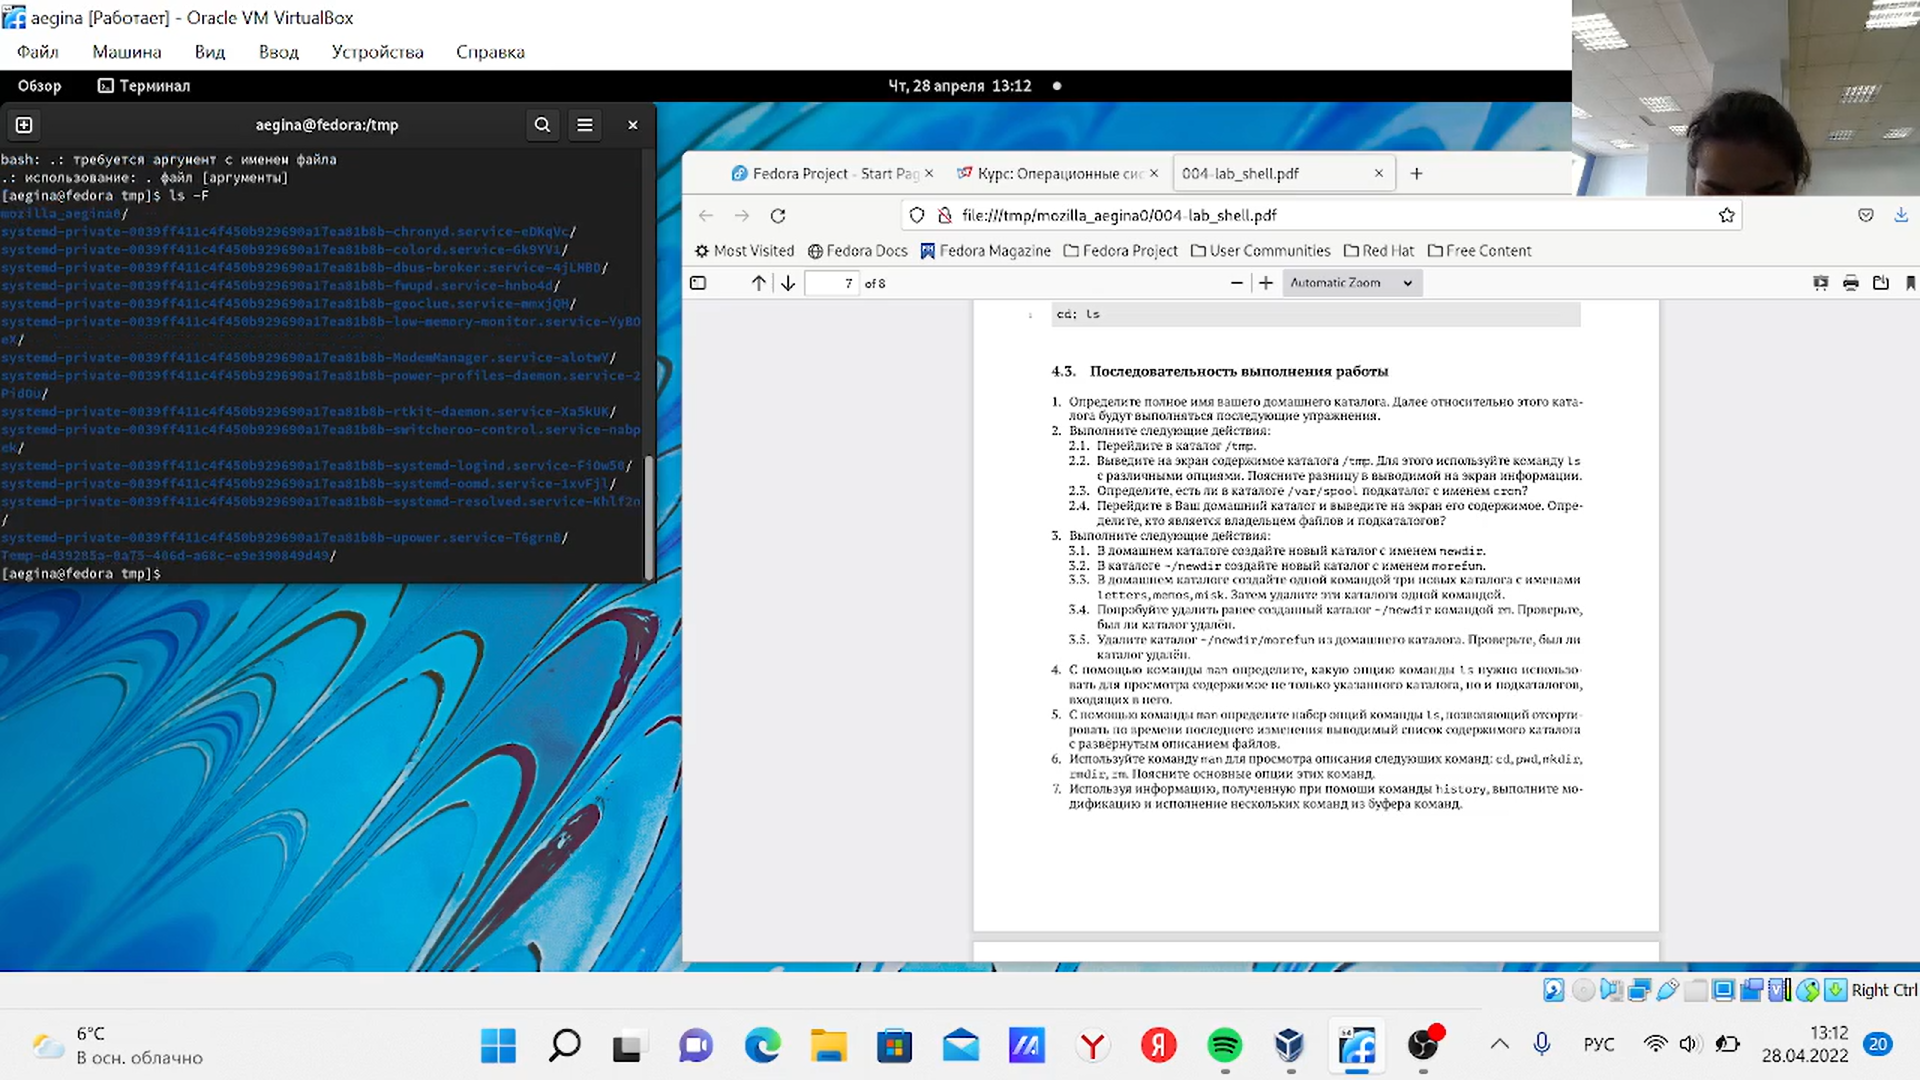 aegina [Работает] - Oracle VM VirtualBox
Файл Машина Вид Ввод Устройства Справка
Обзор Терминал Чт, 28 апреля 13:12
aegina@fedora:/tmp
bash: .: требуется аргумент с именем файла
.: использование: . файл [аргументы]
[aegina@fedora tmp]$ ls -F
mozilla_aegina0/
systemd-private-0039ff411c4f450b929690a17ea81b8b-chronyd.service-eDKqVc/
systemd-private-0039ff411c4f450b929690a17ea81b8b-colord.service-Gk9YV1/
systemd-private-0039ff411c4f450b929690a17ea81b8b-dbus-broker.service-4jLHBD/
systemd-private-0039ff411c4f450b929690a17ea81b8b-fwupd.service-hnbo4d/
systemd-private-0039ff411c4f450b929690a17ea81b8b-geoclue.service-mmxjQH/
systemd-private-0039ff411c4f450b929690a17ea81b8b-low-memory-monitor.service-YyBO
eX/
systemd-private-0039ff411c4f450b929690a17ea81b8b-ModemManager.service-alotwY/
systemd-private-0039ff411c4f450b929690a17ea81b8b-power-profiles-daemon.service-2
PidOu/
systemd-private-0039ff411c4f450b929690a17ea81b8b-rtkit-daemon.service-Xa5kUK/
systemd-private-0039ff411c4f450b929690a17ea81b8b-switcheroo-control.service-nabp
ek/
systemd-private-0039ff411c4f450b929690a17ea81b8b-systemd-logind.service-FiOw50/
systemd-private-0039ff411c4f450b929690a17ea81b8b-systemd-oomd.service-1xvFjl/
systemd-private-0039ff411c4f450b929690a17ea81b8b-systemd-resolved.service-Khlf2n
/
systemd-private-0039ff411c4f450b929690a17ea81b8b-upower.service-T6grnB/
Temp-d439285a-0a75-406d-a68c-e9e390849d49/
[aegina@fedora tmp]$
Fedora Project - Start Pag Курс: Операционные сис 004-lab_shell.pdf
file:///tmp/mozilla_aegina0/004-lab_shell.pdf
Most Visited Fedora Docs Fedora Magazine Fedora Project User Communities Red Hat Free Content
7 of 8 Automatic Zoom
1 cd; ls
4.3. Последовательность выполнения работы
1. Определите полное имя вашего домашнего каталога. Далее относительно этого ката-
лога будут выполняться последующие упражнения.
2. Выполните следующие действия:
2.1. Перейдите в каталог /tmp.
2.2. Выведите на экран содержимое каталога /tmp. Для этого используйте команду ls
с различными опциями. Поясните разницу в выводимой на экран информации.
2.3. Определите, есть ли в каталоге /var/spool подкаталог с именем cron?
2.4. Перейдите в Ваш домашний каталог и выведите на экран его содержимое. Опре-
делите, кто является владельцем файлов и подкаталогов?
3. Выполните следующие действия:
3.1. В домашнем каталоге создайте новый каталог с именем newdir.
3.2. В каталоге ~/newdir создайте новый каталог с именем morefun.
3.3. В домашнем каталоге создайте одной командой три новых каталога с именами
letters,memos,misk. Затем удалите эти каталоги одной командой.
3.4. Попробуйте удалить ранее созданный каталог ~/newdir командой rm. Проверьте,
был ли каталог удалён.
3.5. Удалите каталог ~/newdir/morefun из домашнего каталога. Проверьте, был ли
каталог удалён.
4. С помощью команды man определите, какую опцию команды ls нужно использо-
вать для просмотра содержимое не только указанного каталога, но и подкаталогов,
входящих в него.
5. С помощью команды man определите набор опций команды ls, позволяющий отсорти-
ровать по времени последнего изменения выводимый список содержимого каталога
с развёрнутым описанием файлов.
6. Используйте команду man для просмотра описания следующих команд: cd,pwd,mkdir,
rmdir,rm. Поясните основные опции этих команд.
7. Используя информацию, полученную при помощи команды history, выполните мо-
дификацию и исполнение нескольких команд из буфера команд.
Right Ctrl
6°C
В осн. облачно
РУС
13:12
28.04.2022
20